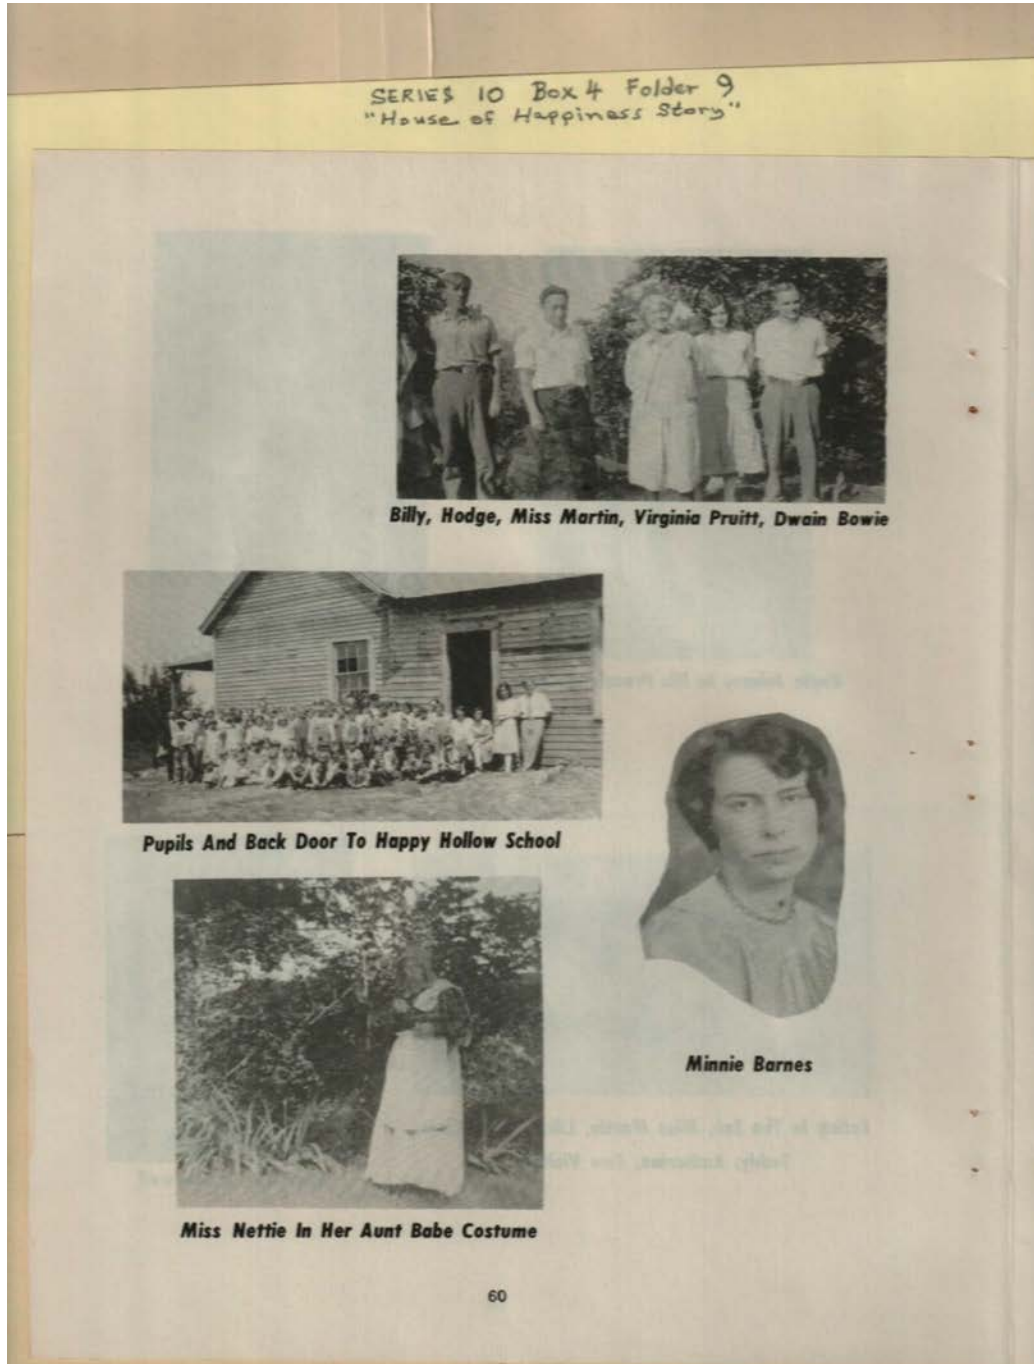 SERIES 10 Box 4 Folder 9
"House of Happiness Story"
Billy, Hodge, Miss Martin, Virginia Pruitt, Dwain Bowie
Pupils And Back Door To Happy Hollow School
Minnie Barnes
Miss Nettie In Her Aunt Babe Costume
60